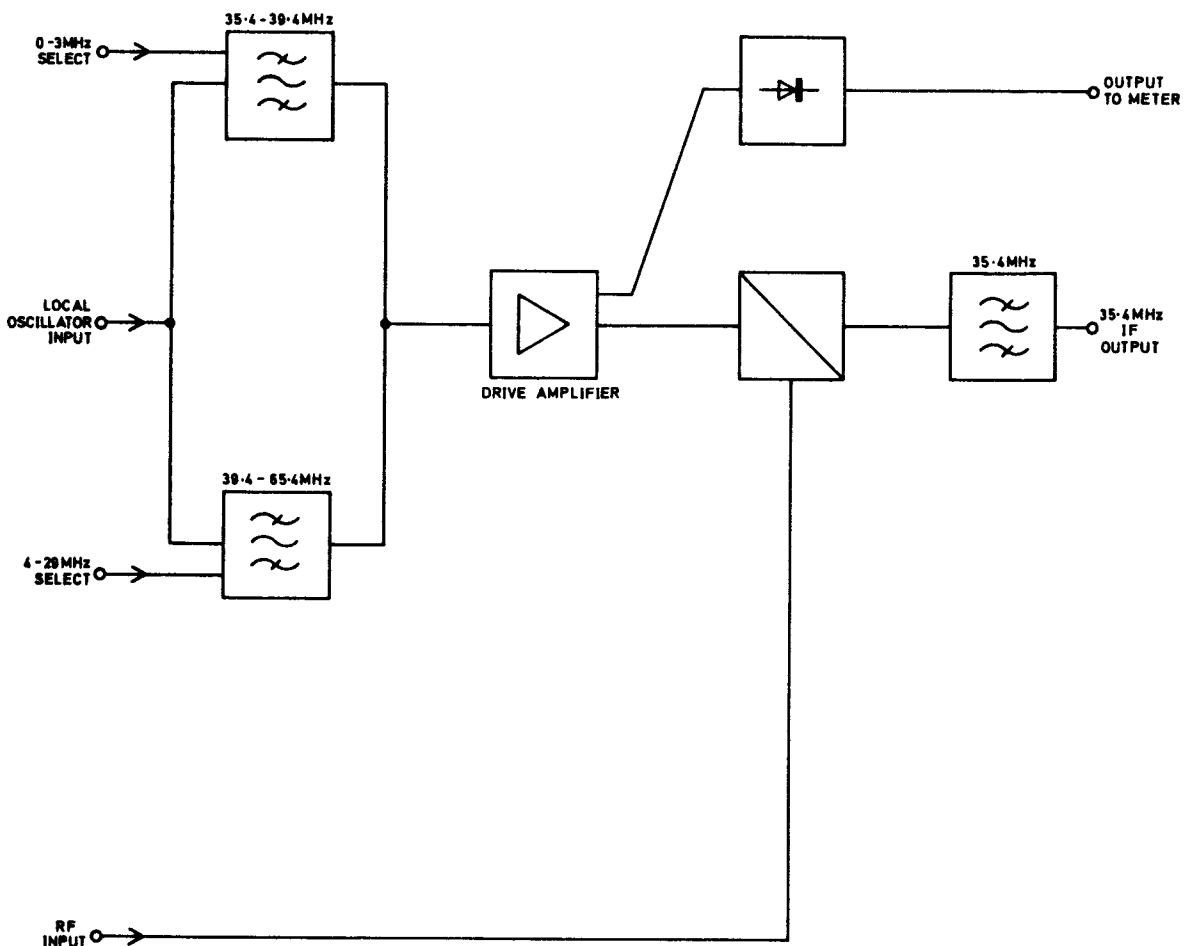 35·4-39·4MHz
0-3MHz
SELECT
OUTPUT
TO METER
LOCAL
OSCILLATOR
INPUT
35·4MHz
35·4MHz
IF
OUTPUT
DRIVE AMPLIFIER
39·4-65·4MHz
4-29MHz
SELECT
RF
INPUT